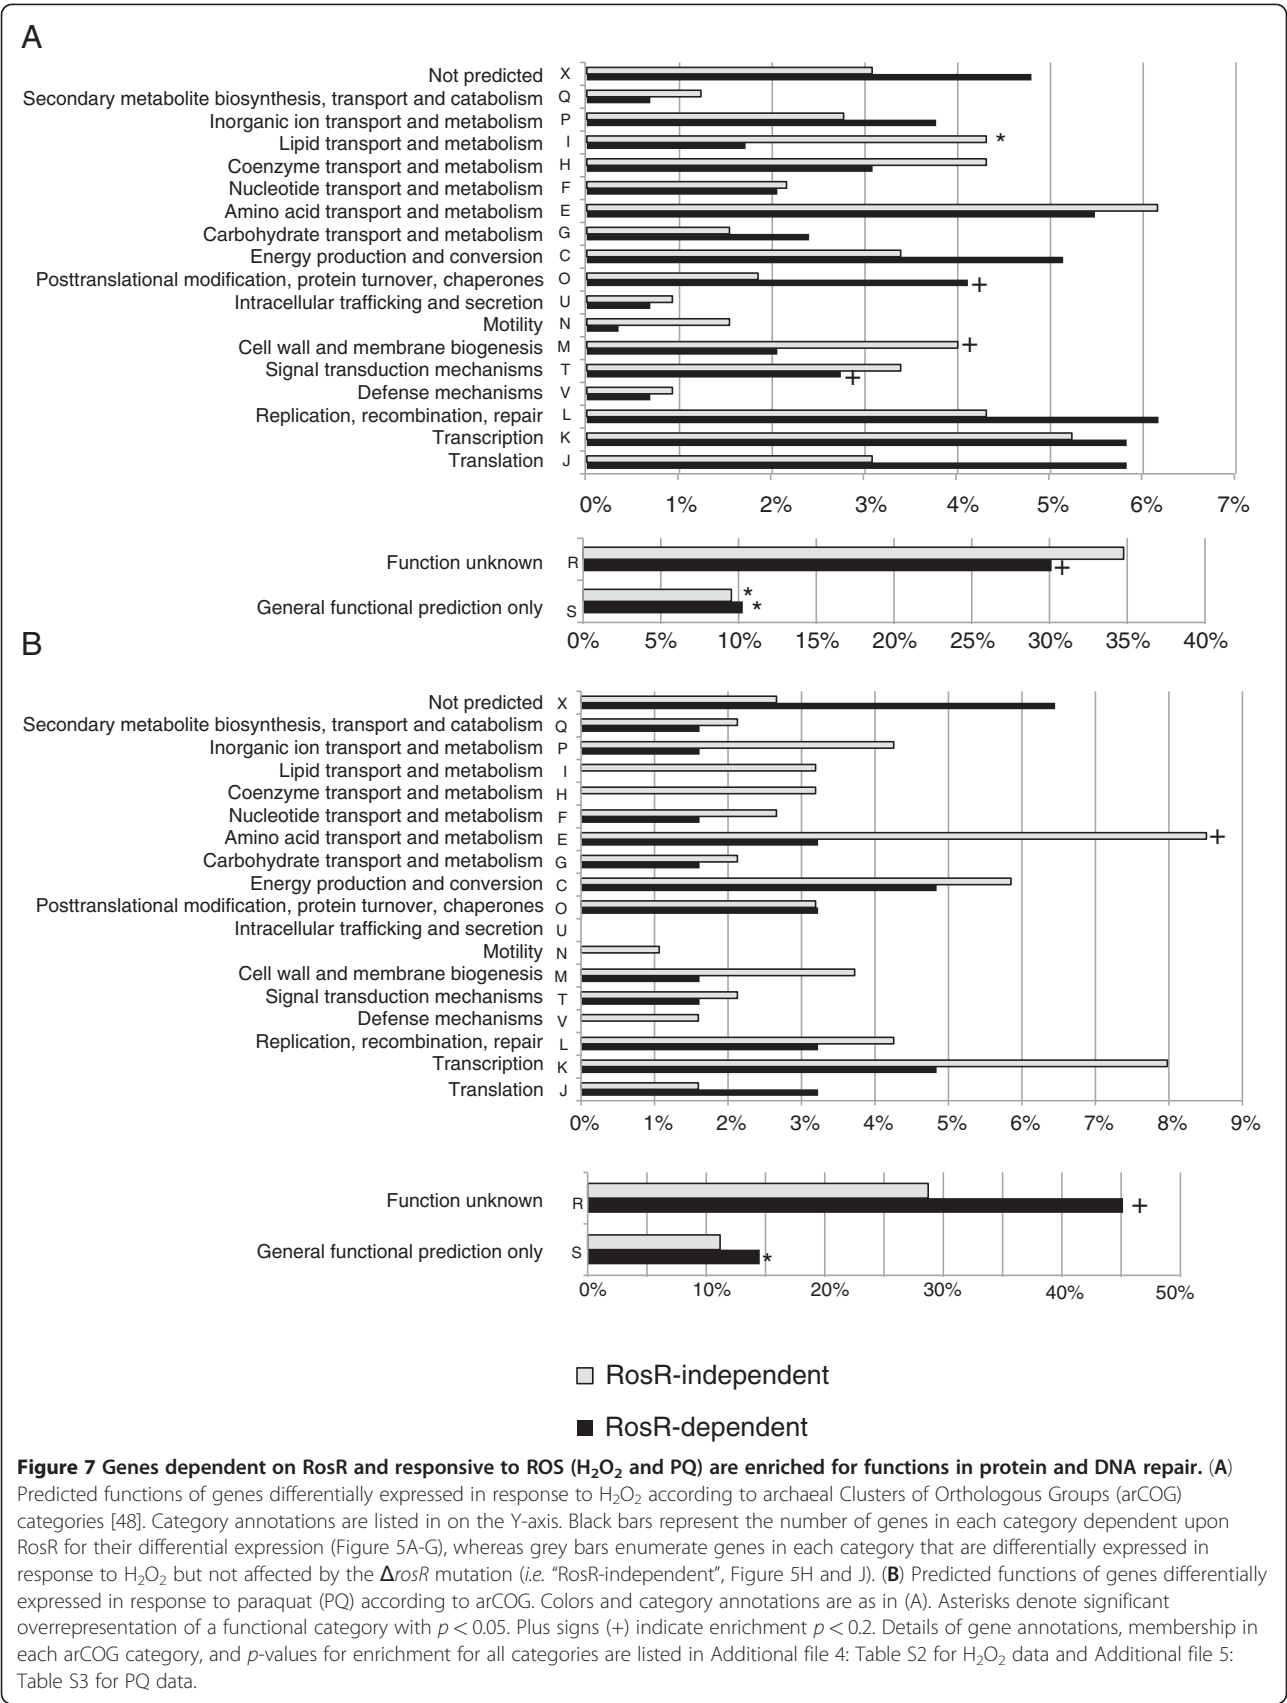 A
Not predicted X
Secondary metabolite biosynthesis, transport and catabolism Q
Inorganic ion transport and metabolism P
Lipid transport and metabolism I *
Coenzyme transport and metabolism H
Nucleotide transport and metabolism F
Amino acid transport and metabolism E
Carbohydrate transport and metabolism G
Energy production and conversion C
Posttranslational modification, protein turnover, chaperones O +
Intracellular trafficking and secretion U
Motility N
Cell wall and membrane biogenesis M +
Signal transduction mechanisms T +
Defense mechanisms V
Replication, recombination, repair L
Transcription K
Translation J
0% 1% 2% 3% 4% 5% 6% 7%
Function unknown R +
General functional prediction only S * *
0% 5% 10% 15% 20% 25% 30% 35% 40%
B
Not predicted X
Secondary metabolite biosynthesis, transport and catabolism Q
Inorganic ion transport and metabolism P
Lipid transport and metabolism I
Coenzyme transport and metabolism H
Nucleotide transport and metabolism F
Amino acid transport and metabolism E +
Carbohydrate transport and metabolism G
Energy production and conversion C
Posttranslational modification, protein turnover, chaperones O
Intracellular trafficking and secretion U
Motility N
Cell wall and membrane biogenesis M
Signal transduction mechanisms T
Defense mechanisms V
Replication, recombination, repair L
Transcription K
Translation J
0% 1% 2% 3% 4% 5% 6% 7% 8% 9%
Function unknown R +
General functional prediction only S *
0% 10% 20% 30% 40% 50%
RosR-independent
RosR-dependent
Figure 7 Genes dependent on RosR and responsive to ROS (H₂O₂ and PQ) are enriched for functions in protein and DNA repair. (A)
Predicted functions of genes differentially expressed in response to H₂O₂ according to archaeal Clusters of Orthologous Groups (arCOG)
categories [48]. Category annotations are listed in on the Y-axis. Black bars represent the number of genes in each category dependent upon
RosR for their differential expression (Figure 5A-G), whereas grey bars enumerate genes in each category that are differentially expressed in
response to H₂O₂ but not affected by the ΔrosR mutation (i.e. "RosR-independent", Figure 5H and J). (B) Predicted functions of genes differentially
expressed in response to paraquat (PQ) according to arCOG. Colors and category annotations are as in (A). Asterisks denote significant
overrepresentation of a functional category with p < 0.05. Plus signs (+) indicate enrichment p < 0.2. Details of gene annotations, membership in
each arCOG category, and p-values for enrichment for all categories are listed in Additional file 4: Table S2 for H₂O₂ data and Additional file 5:
Table S3 for PQ data.